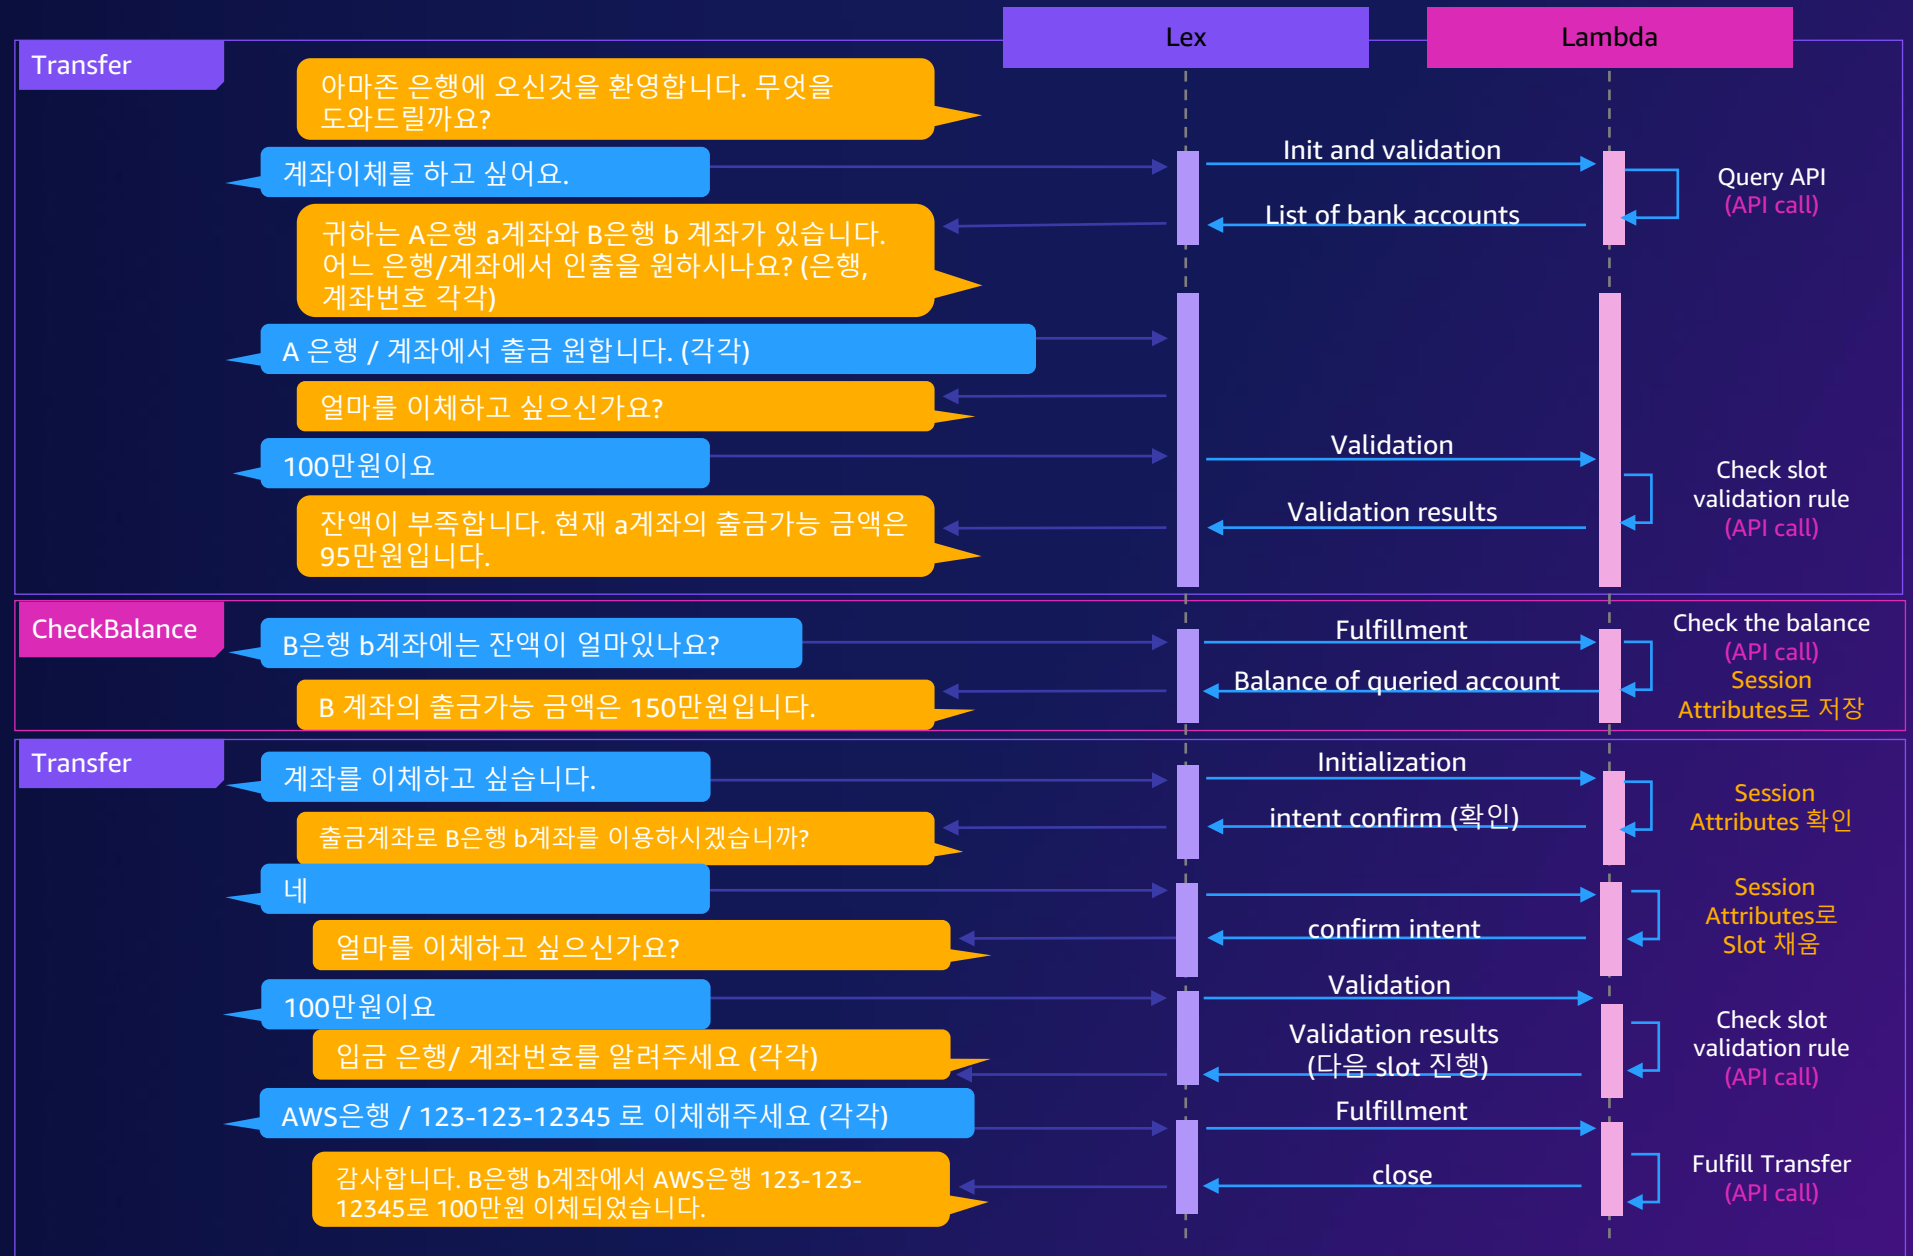 Lex
Lambda
Transfer
아마존 은행에 오신것을 환영합니다. 무엇을
도와드릴까요?
계좌이체를 하고 싶어요.
Init and validation
Query API
(API call)
List of bank accounts
귀하는 A은행 a계좌와 B은행 b 계좌가 있습니다.
어느 은행/계좌에서 인출을 원하시나요? (은행,
계좌번호 각각)
A 은행 / 계좌에서 출금 원합니다. (각각)
얼마를 이체하고 싶으신가요?
100만원이요
Validation
Check slot
validation rule
(API call)
Validation results
잔액이 부족합니다. 현재 a계좌의 출금가능 금액은
95만원입니다.
CheckBalance
B은행 b계좌에는 잔액이 얼마있나요?
Fulfillment
Check the balance
(API call)
Session
Attributes로 저장
Balance of queried account
B 계좌의 출금가능 금액은 150만원입니다.
Transfer
계좌를 이체하고 싶습니다.
Initialization
Session
Attributes 확인
intent confirm (확인)
출금계좌로 B은행 b계좌를 이용하시겠습니까?
네
Session
Attributes로
Slot 채움
confirm intent
얼마를 이체하고 싶으신가요?
100만원이요
Validation
Check slot
validation rule
(API call)
Validation results
(다음 slot 진행)
입금 은행/ 계좌번호를 알려주세요 (각각)
AWS은행 / 123-123-12345 로 이체해주세요 (각각)
Fulfillment
Fulfill Transfer
(API call)
close
감사합니다. B은행 b계좌에서 AWS은행 123-123-
12345로 100만원 이체되었습니다.